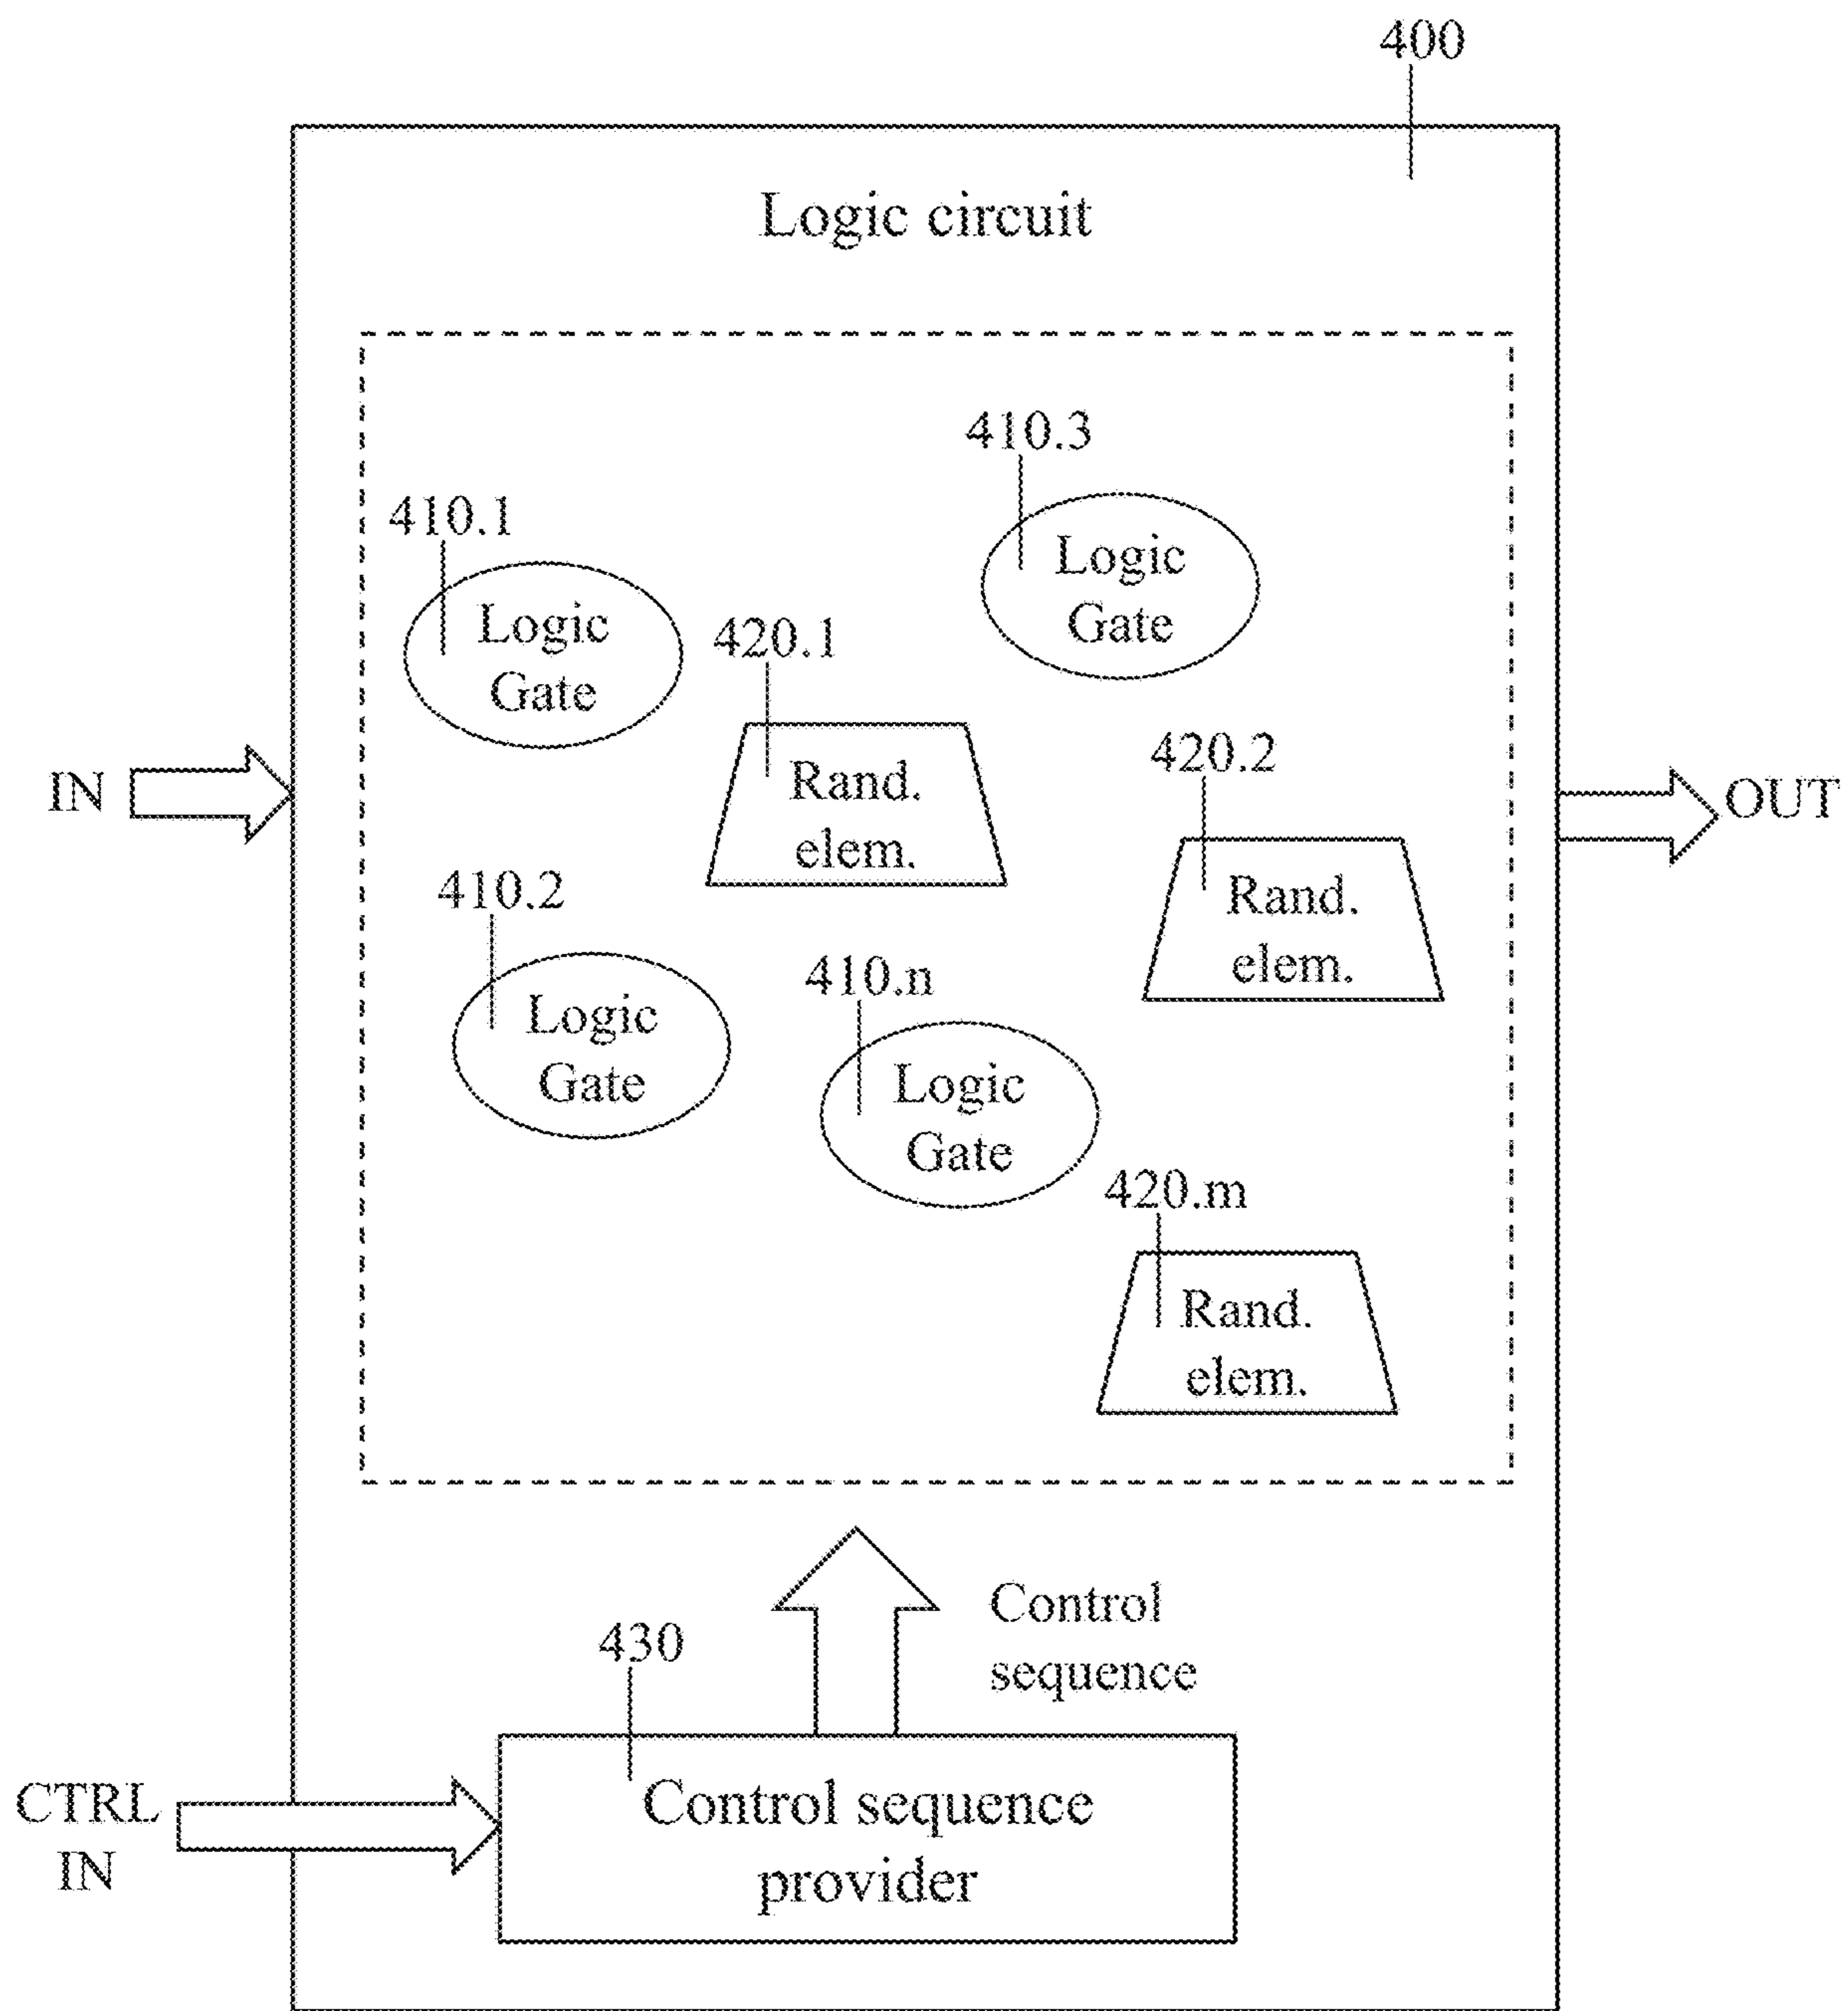 400
Logic circuit
410.3
410.1
Logic
Gate
Logic
Gate
420.1
420.2
IN
Rand.
elem.
OUT
410.2
Rand.
elem.
410.n
Logic
Gate
Logic
Gate
420.m
Rand.
elem.
Control
sequence
430
CTRL
IN
Control sequence
provider